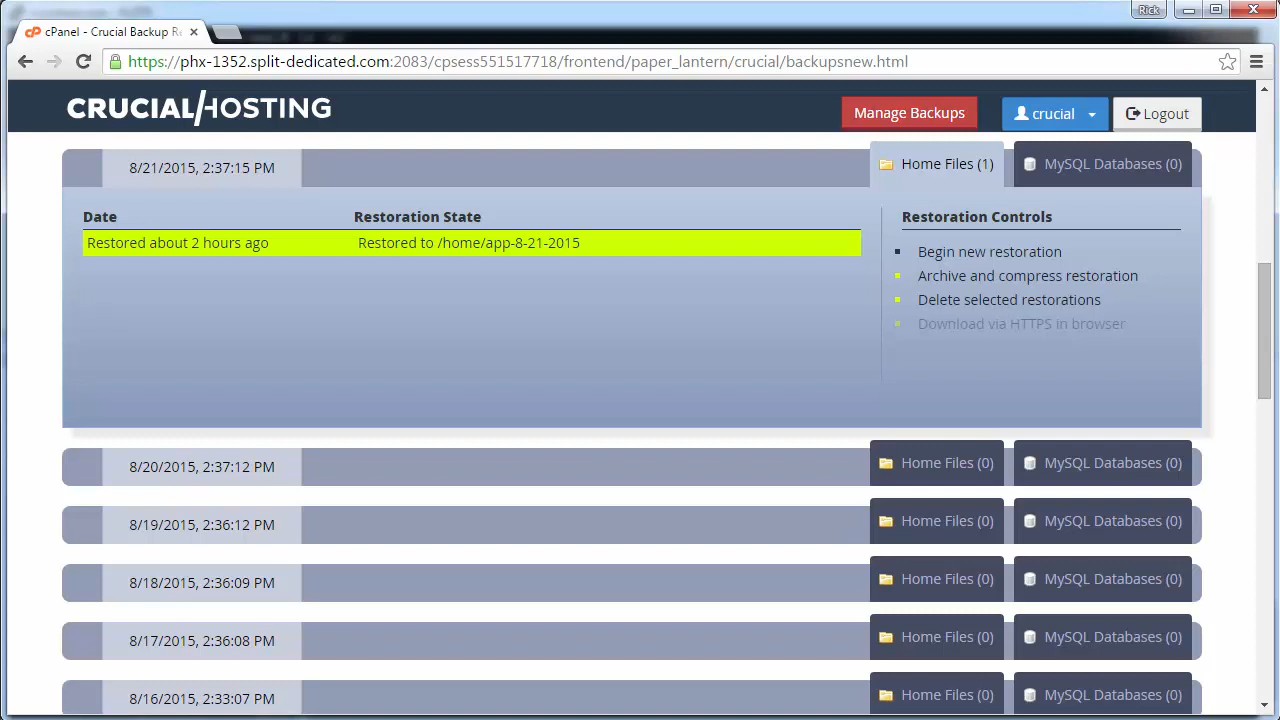 Rick
cPanel - Crucial Backup Re
https://phx-1352.split-dedicated.com:2083/cpsess551517718/frontend/paper_lantern/crucial/backupsnew.html
CRUCIAL/HOSTING
Manage Backups
crucial
Logout
8/21/2015, 2:37:15 PM
Home Files (1)
MySQL Databases (0)
Date
Restoration State
Restoration Controls
Restored about 2 hours ago
Restored to /home/app-8-21-2015
Begin new restoration
Archive and compress restoration
Delete selected restorations
Download via HTTPS in browser
8/20/2015, 2:37:12 PM
Home Files (0)
MySQL Databases (0)
8/19/2015, 2:36:12 PM
Home Files (0)
MySQL Databases (0)
8/18/2015, 2:36:09 PM
Home Files (0)
MySQL Databases (0)
8/17/2015, 2:36:08 PM
Home Files (0)
MySQL Databases (0)
8/16/2015, 2:33:07 PM
Home Files (0)
MySQL Databases (0)